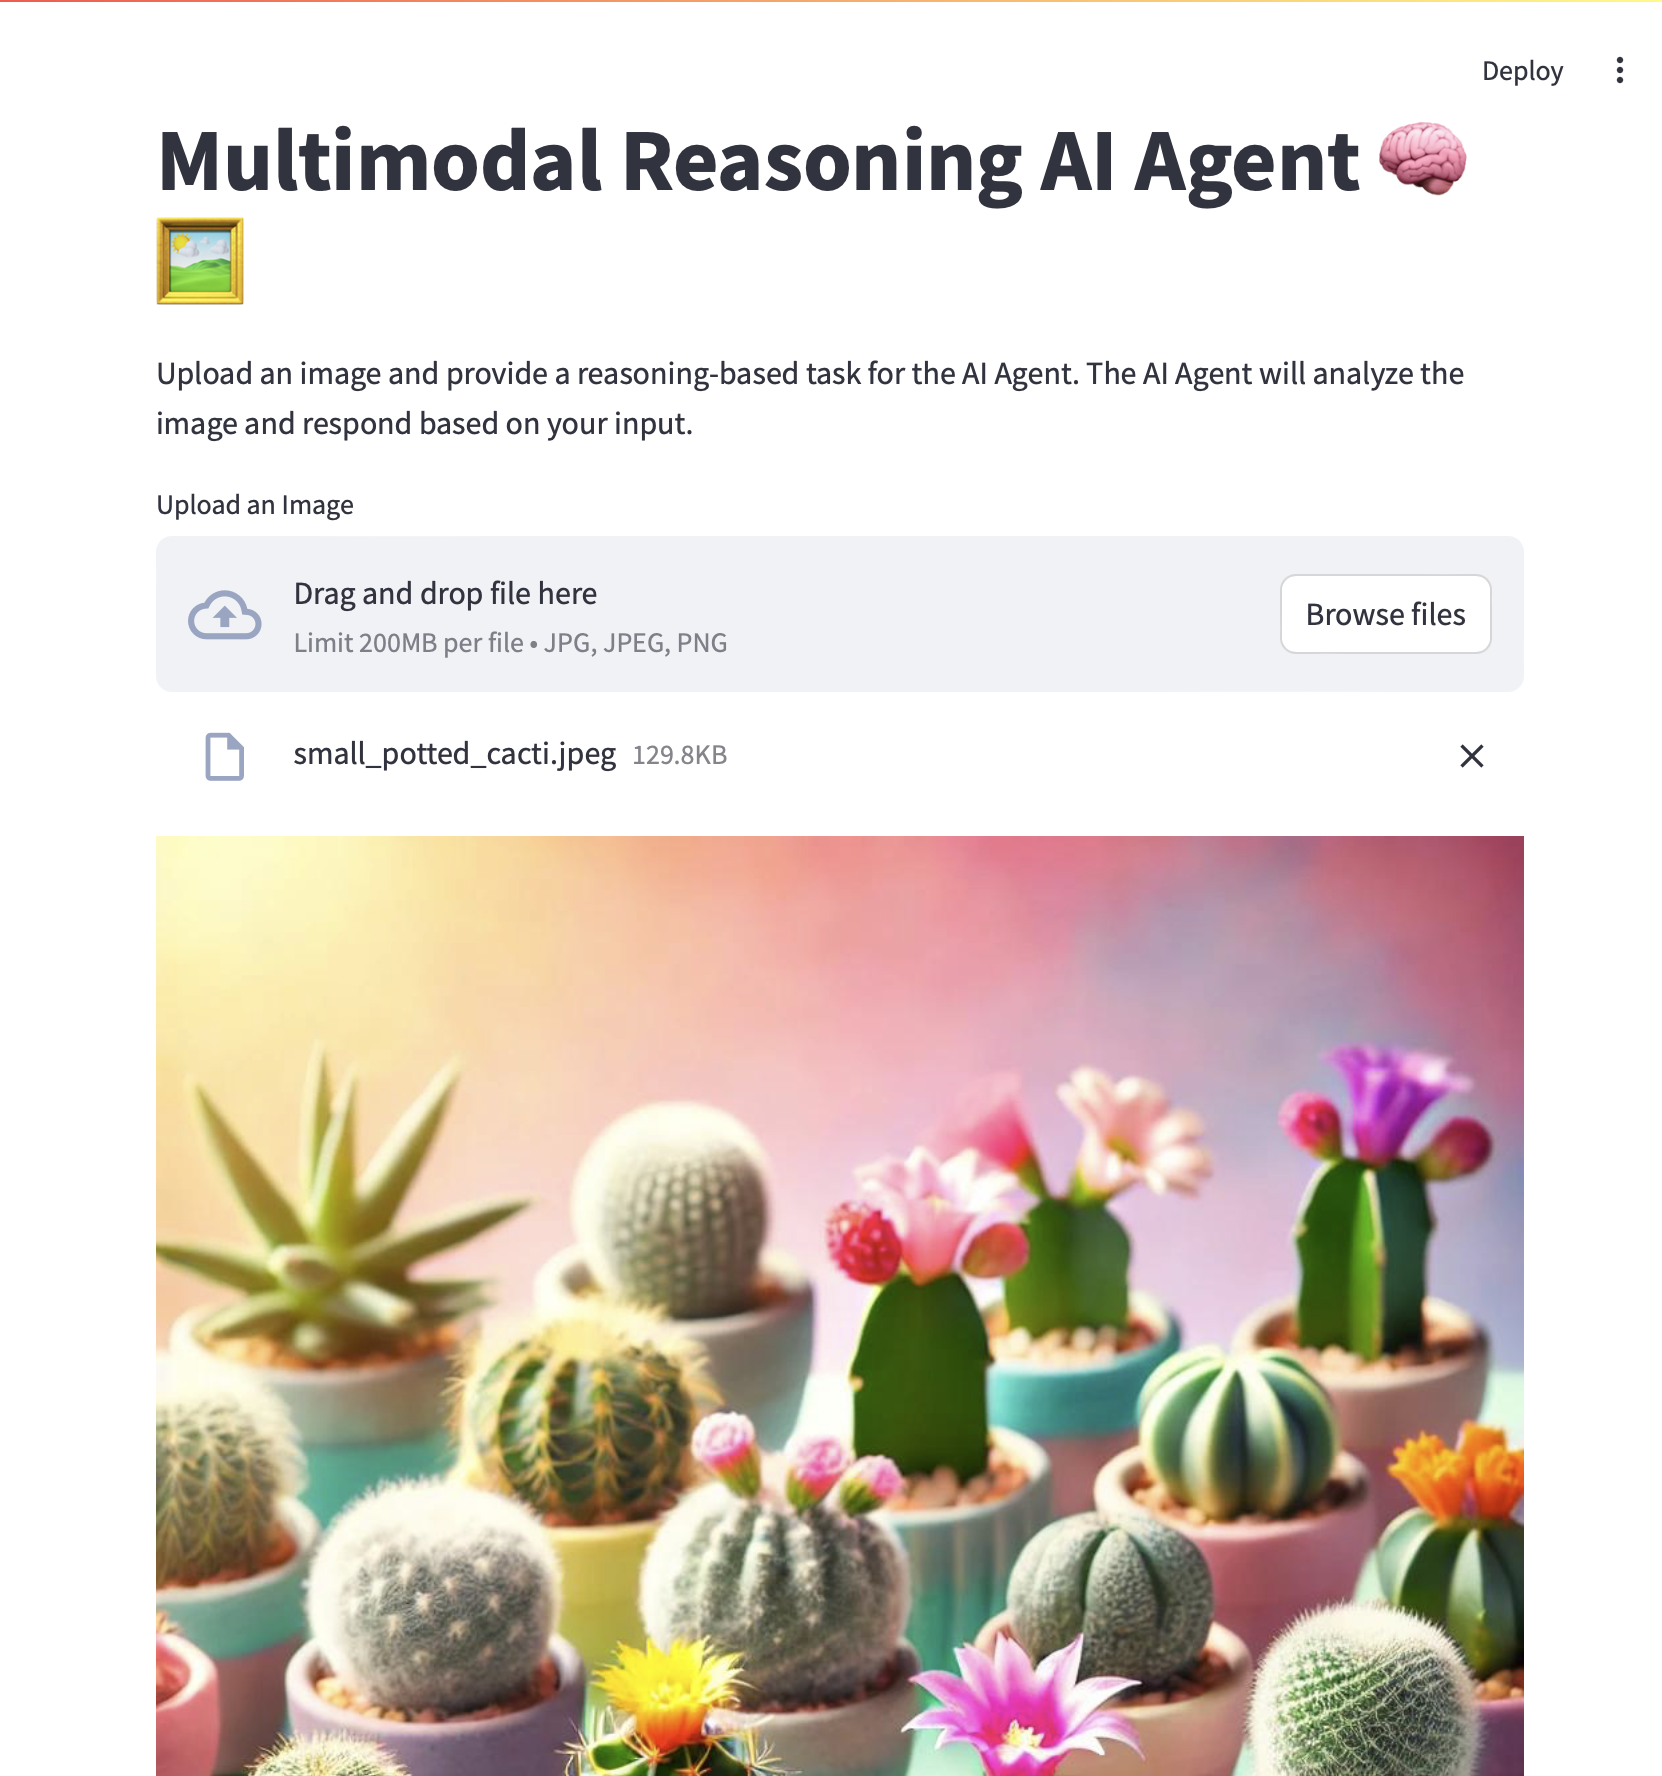 Deploy
Multimodal Reasoning AI Agent 🧠
🖼️
Upload an image and provide a reasoning-based task for the AI Agent. The AI Agent will analyze the
image and respond based on your input.
Upload an Image
Drag and drop file here
Limit 200MB per file • JPG, JPEG, PNG
Browse files
small_potted_cacti.jpeg 129.8KB